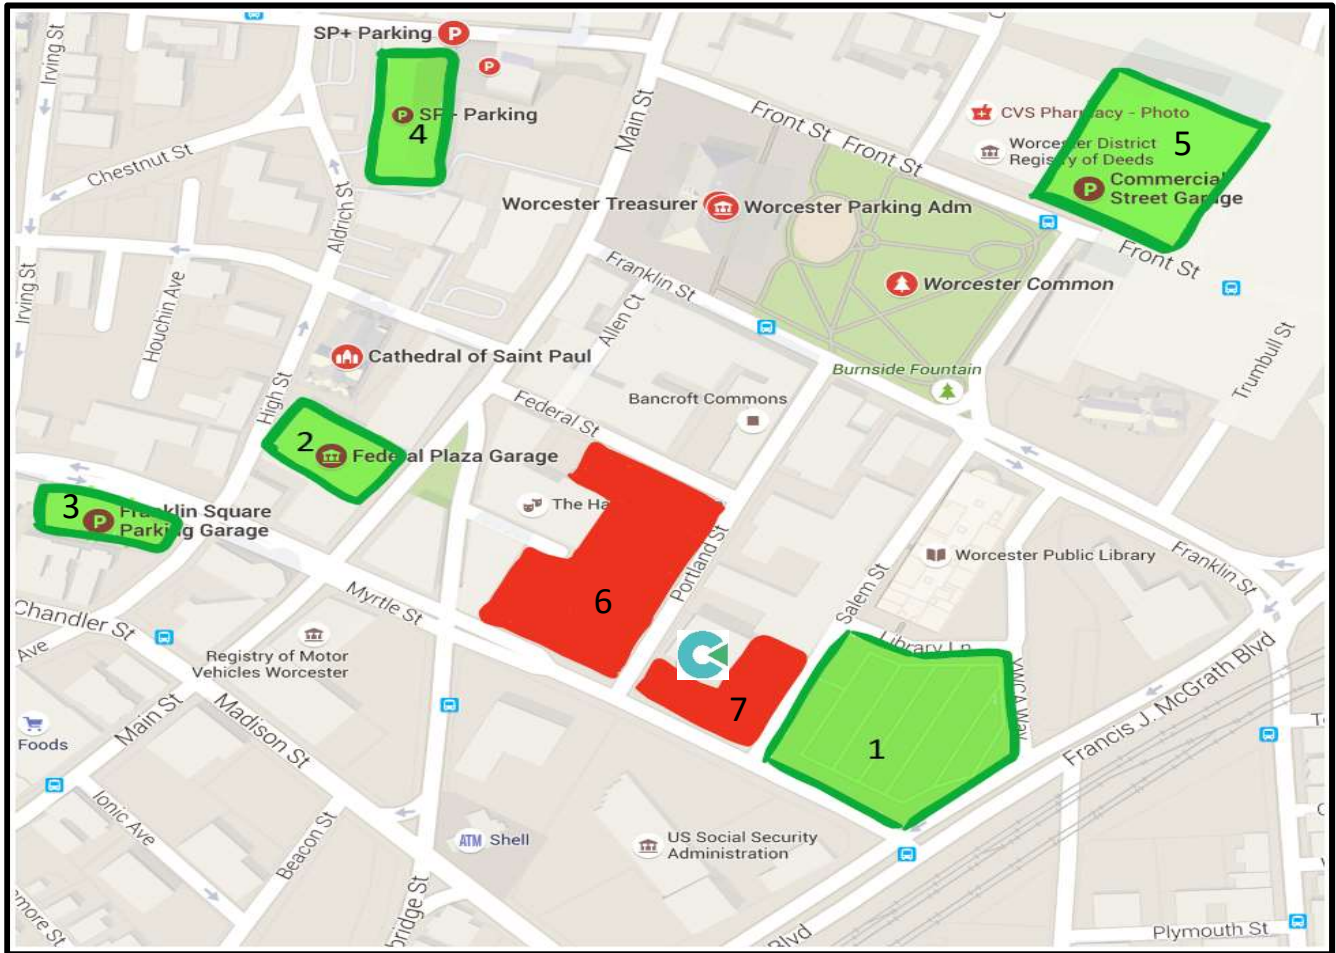 SP+ Parking
Irving St
SP+ Parking
4
Main St
Front St
Front St
CVS Pharmacy - Photo
Worcester District
Registry of Deeds
5
Commercial
Street Garage
Chestnut St
Aldrich St
Worcester Treasurer
Worcester Parking Adm
Front St
Irving St
Houchin Ave
Franklin St
Worcester Common
Allen Ct
Trumbull St
Cathedral of Saint Paul
Burnside Fountain
High St
Federal St
Bancroft Commons
2
Federal Plaza Garage
3
Franklin Square
Parking Garage
The Ha
Portland St
Worcester Public Library
Franklin St
Salem St
Myrtle St
6
Chandler St
Ave
Registry of Motor
Vehicles Worcester
Library Ln
YWCA Way
Francis J. McGrath Blvd
7
1
Main St
Madison St
Foods
Ionic Ave
Beacon St
ATM Shell
US Social Security
Administration
more St
bridge St
Blvd
Plymouth St